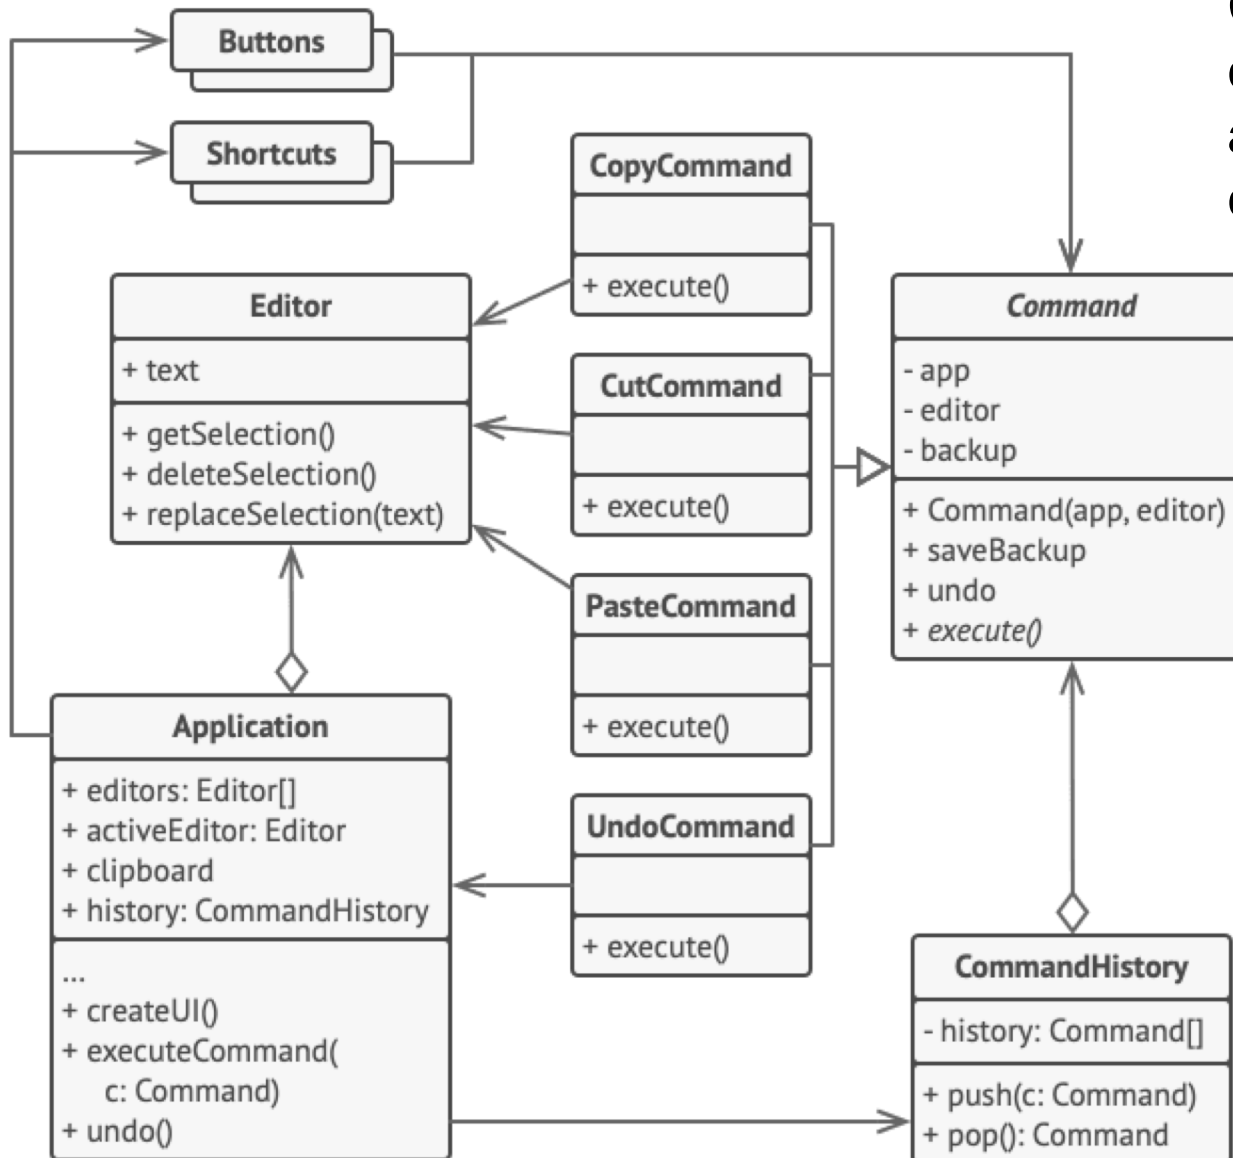 Buttons
Shortcuts
CopyCommand
+ execute()
Editor
+ text
+ getSelection()
+ deleteSelection()
+ replaceSelection(text)
CutCommand
+ execute()
Command
- app
- editor
- backup
+ Command(app, editor)
+ saveBackup
+ undo
+ execute()
PasteCommand
+ execute()
Application
+ editors: Editor[]
+ activeEditor: Editor
+ clipboard
+ history: CommandHistory
...
+ createUI()
+ executeCommand(
c: Command)
+ undo()
UndoCommand
+ execute()
CommandHistory
- history: Command[]
+ push(c: Command)
+ pop(): Command